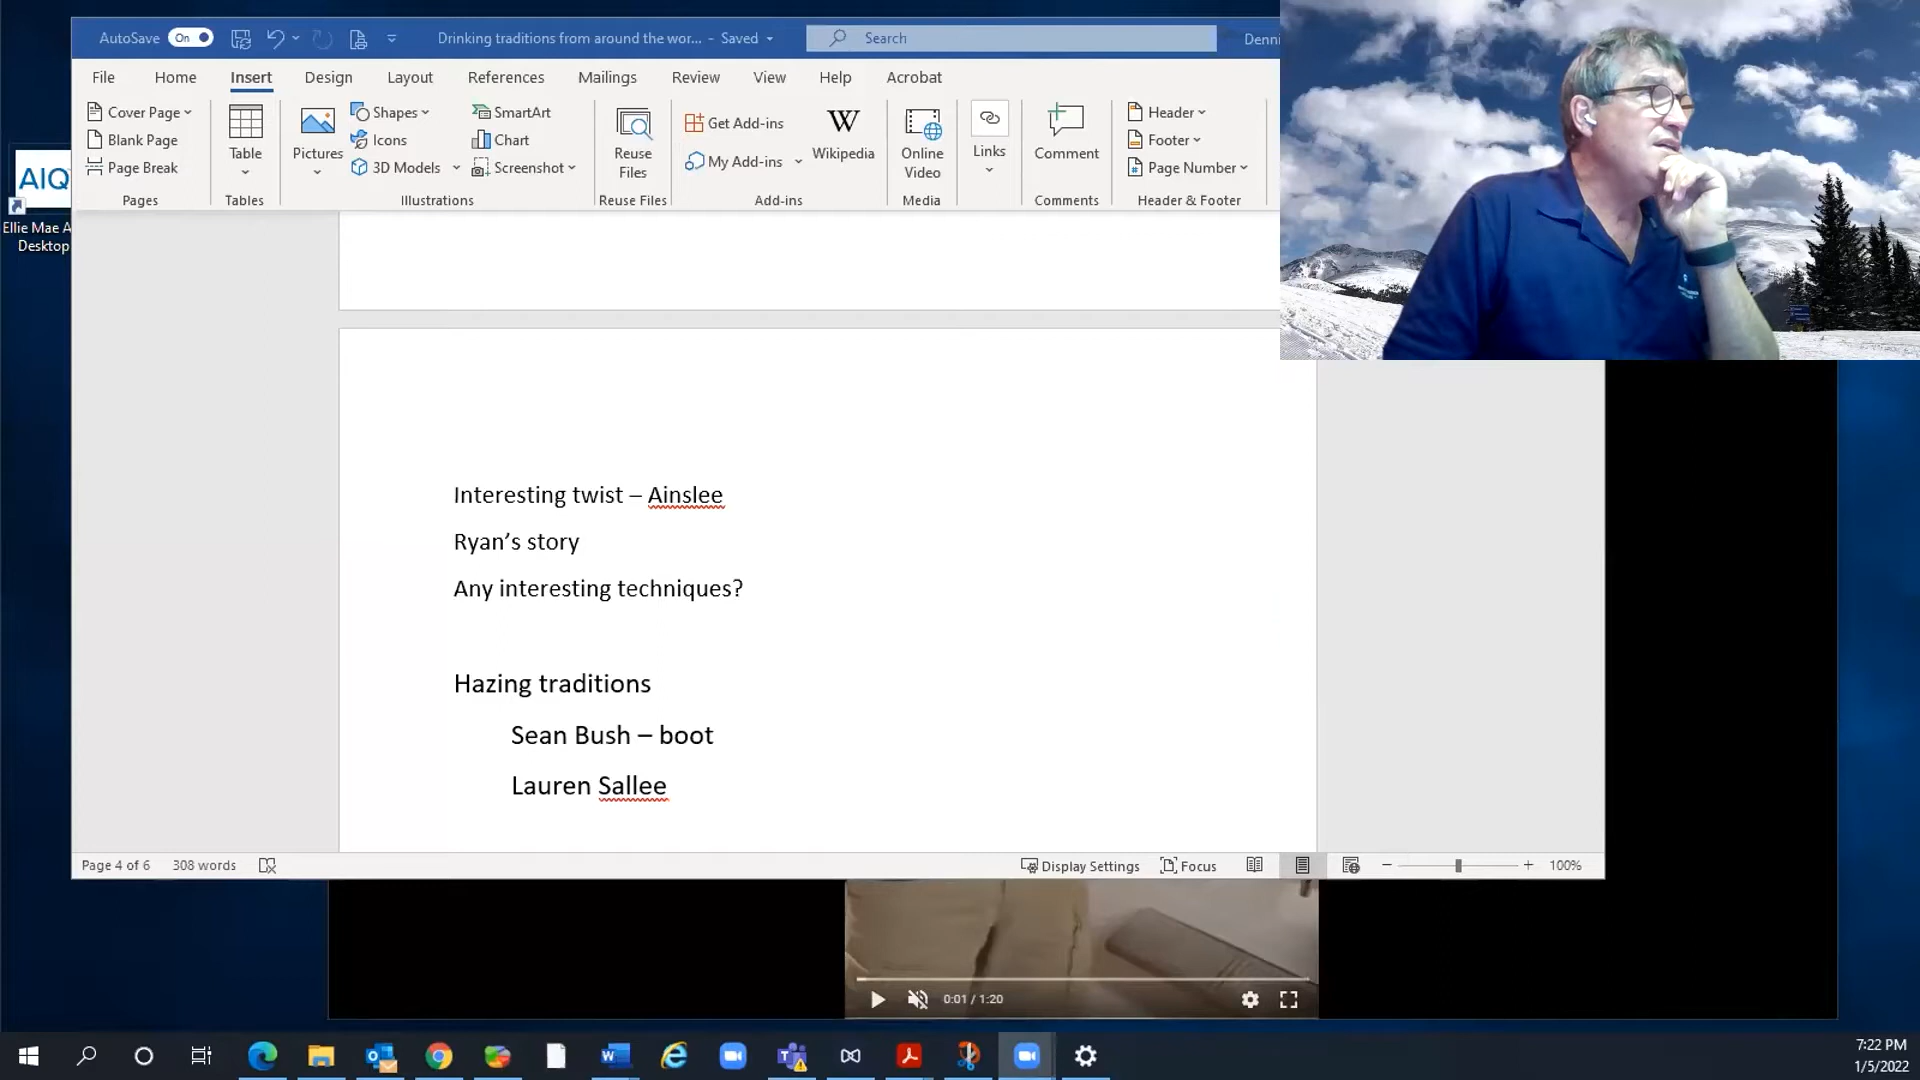 AutoSave On Drinking traditions from around the wor... - Saved Search Denni
File Home Insert Design Layout References Mailings Review View Help Acrobat
Cover Page
Blank Page
Page Break
Pages
Table
Tables
Pictures
Shapes
Icons
3D Models
SmartArt
Chart
Screenshot
Illustrations
Reuse
Files
Reuse Files
Get Add-ins
My Add-ins
Wikipedia
Add-ins
Online
Video
Media
Links
Comment
Comments
Header
Footer
Page Number
Header & Footer
AIQ
Ellie Mae A
Desktop
Interesting twist – Ainslee
Ryan's story
Any interesting techniques?
Hazing traditions
Sean Bush – boot
Lauren Sallee
Page 4 of 6 308 words Display Settings Focus 100%
0:01 / 1:20
7:22 PM
1/5/2022